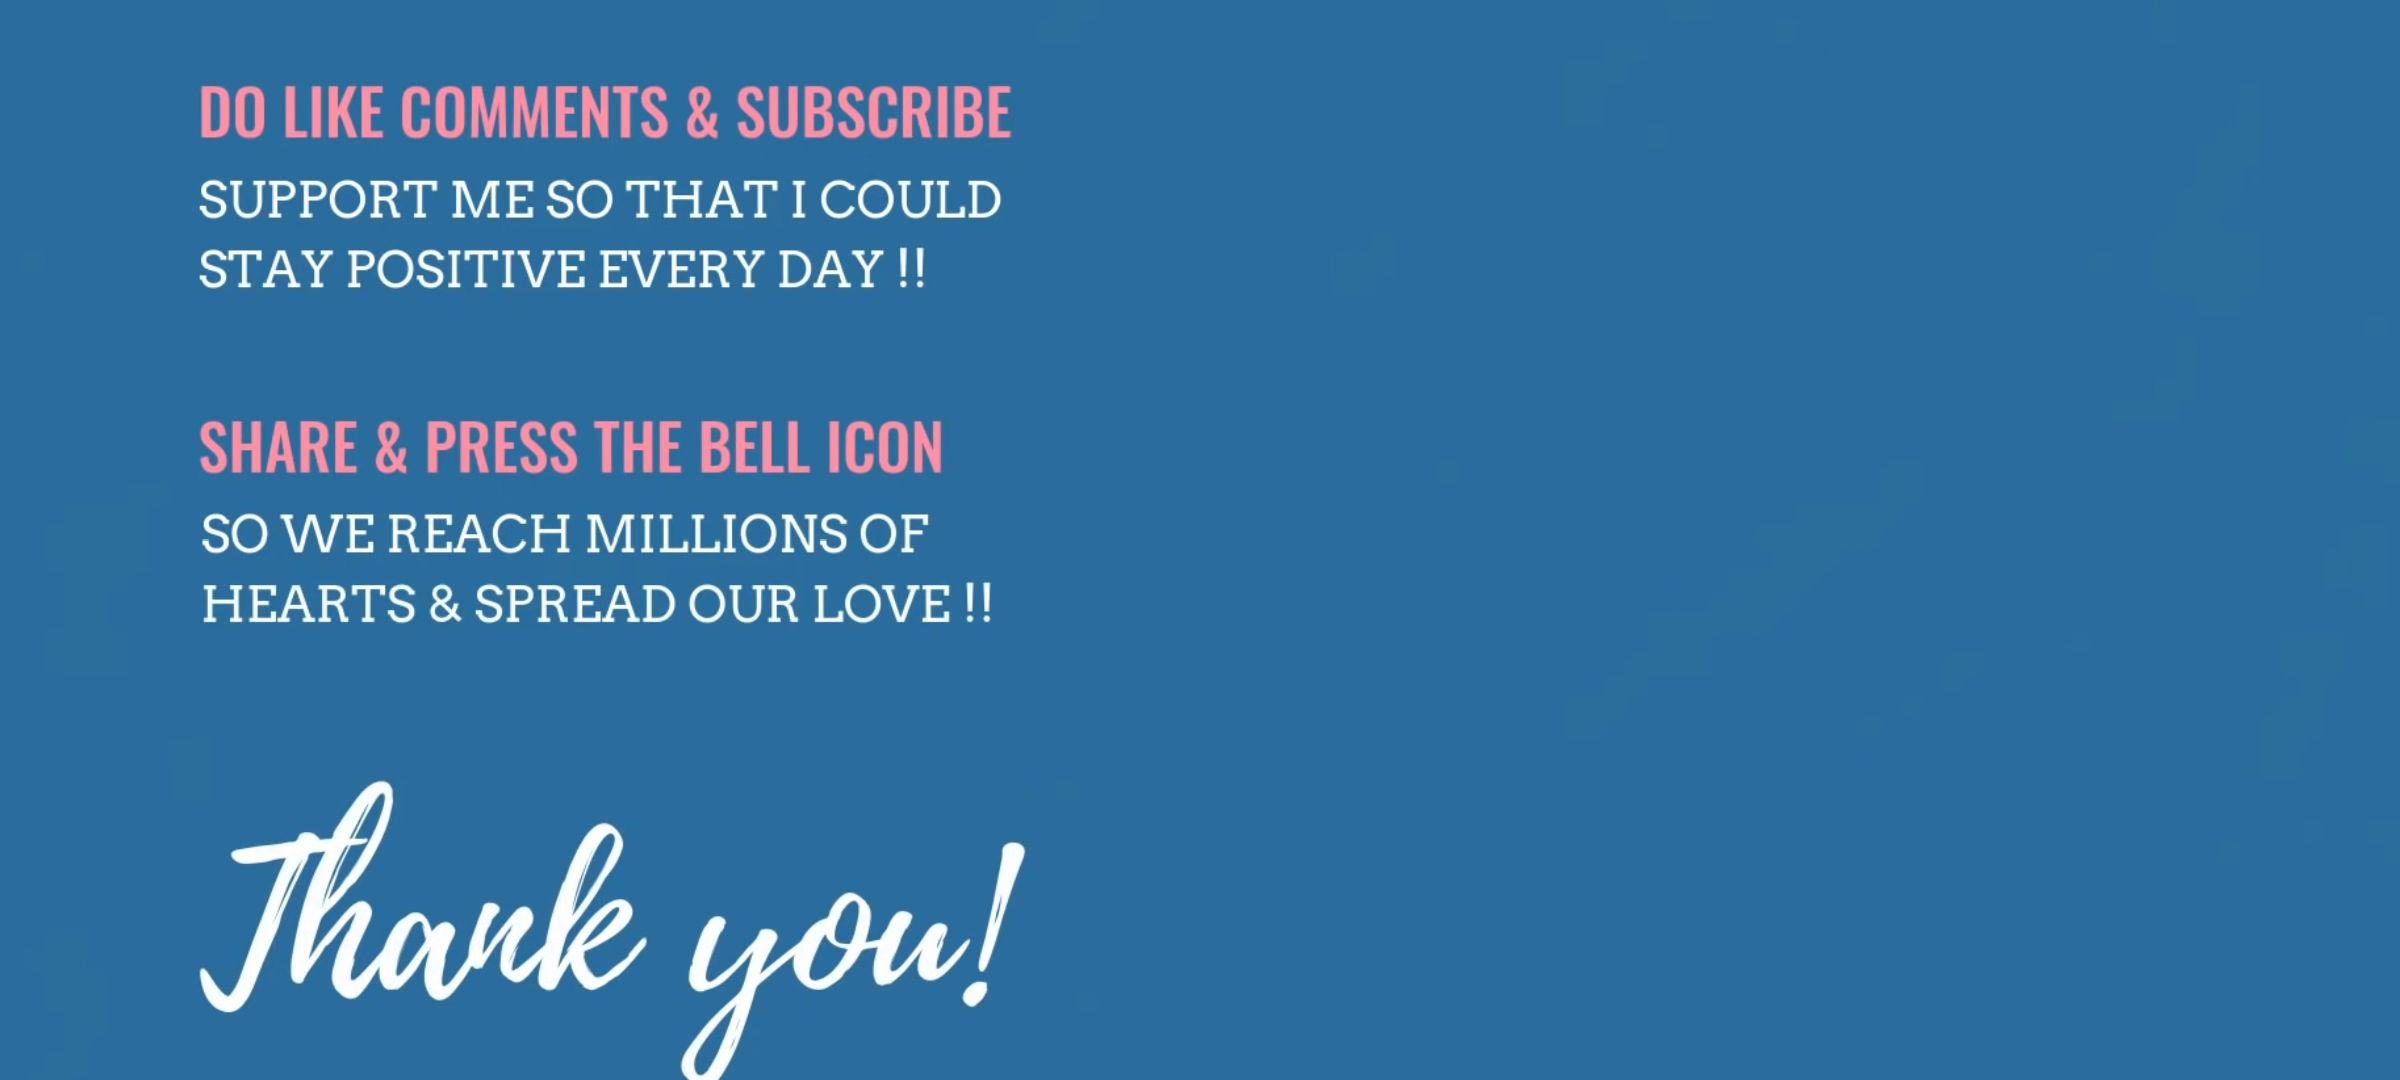 DO LIKE COMMENTS & SUBSCRIBE
SUPPORT ME SO THAT I COULD
STAY POSITIVE EVERY DAY !!
SHARE & PRESS THE BELL ICON
SO WE REACH MILLIONS OF
HEARTS & SPREAD OUR LOVE !!
Thank you!